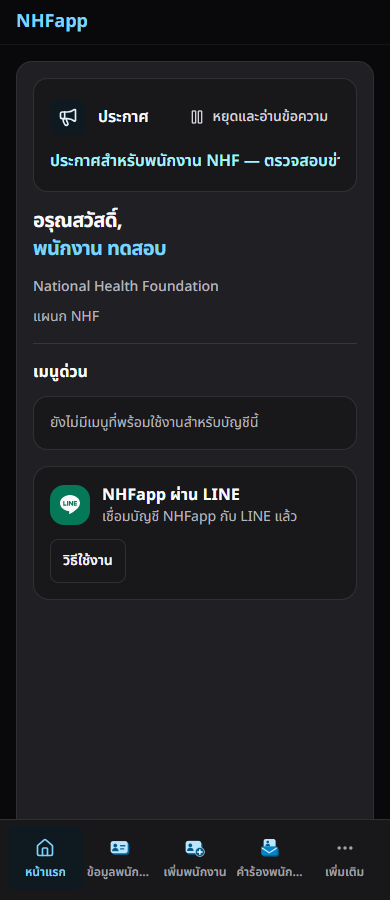 NHFapp
ประกาศ
หยุดและอ่านข้อความ
ประกาศสำหรับพนักงาน NHF — ตรวจสอบข่
อรุณสวัสดิ์,
พนักงาน ทดสอบ
National Health Foundation
แผนก NHF
เมนูด่วน
ยังไม่มีเมนูที่พร้อมใช้งานสำหรับบัญชีนี้
LINE
NHFapp ผ่าน LINE
เชื่อมบัญชี NHFapp กับ LINE แล้ว
วิธีใช้งาน
หน้าแรก
ข้อมูลพนัก...
เพิ่มพนักงาน
คำร้องพนัก...
เพิ่มเติม